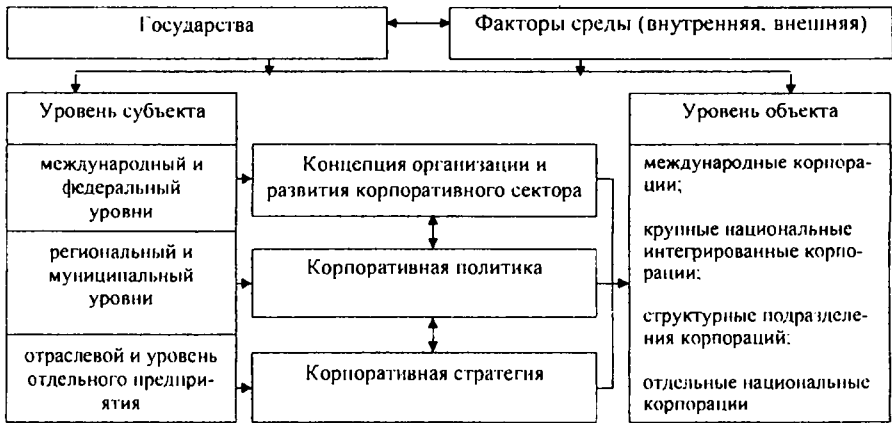 Государства
Факторы среды (внутренняя, внешняя)
Уровень субъекта
международный и
федеральный
уровни
региональный и
муниципальный
уровни
отраслевой и уровень
отдельного предпри-
ятия
Концепция организации и
развития корпоративного сектора
Корпоративная политика
Корпоративная стратегия
Уровень объекта
международные корпора-
ции;
крупные национальные
интегрированные корпо-
рации;
структурные подразделе-
ния корпораций;
отдельные национальные
корпорации